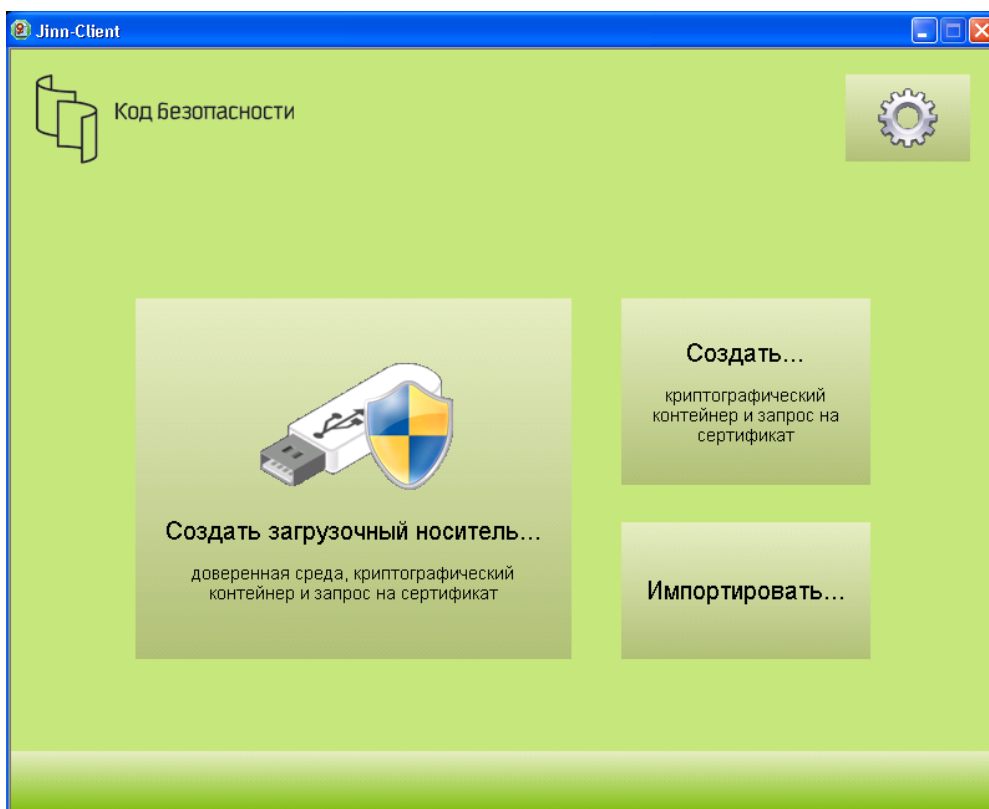 Jinn-Client
Код Безопасности
Создать загрузочный носитель...
доверенная среда, криптографический
контейнер и запрос на сертификат
Создать...
криптографический
контейнер и запрос на
сертификат
Импортировать...